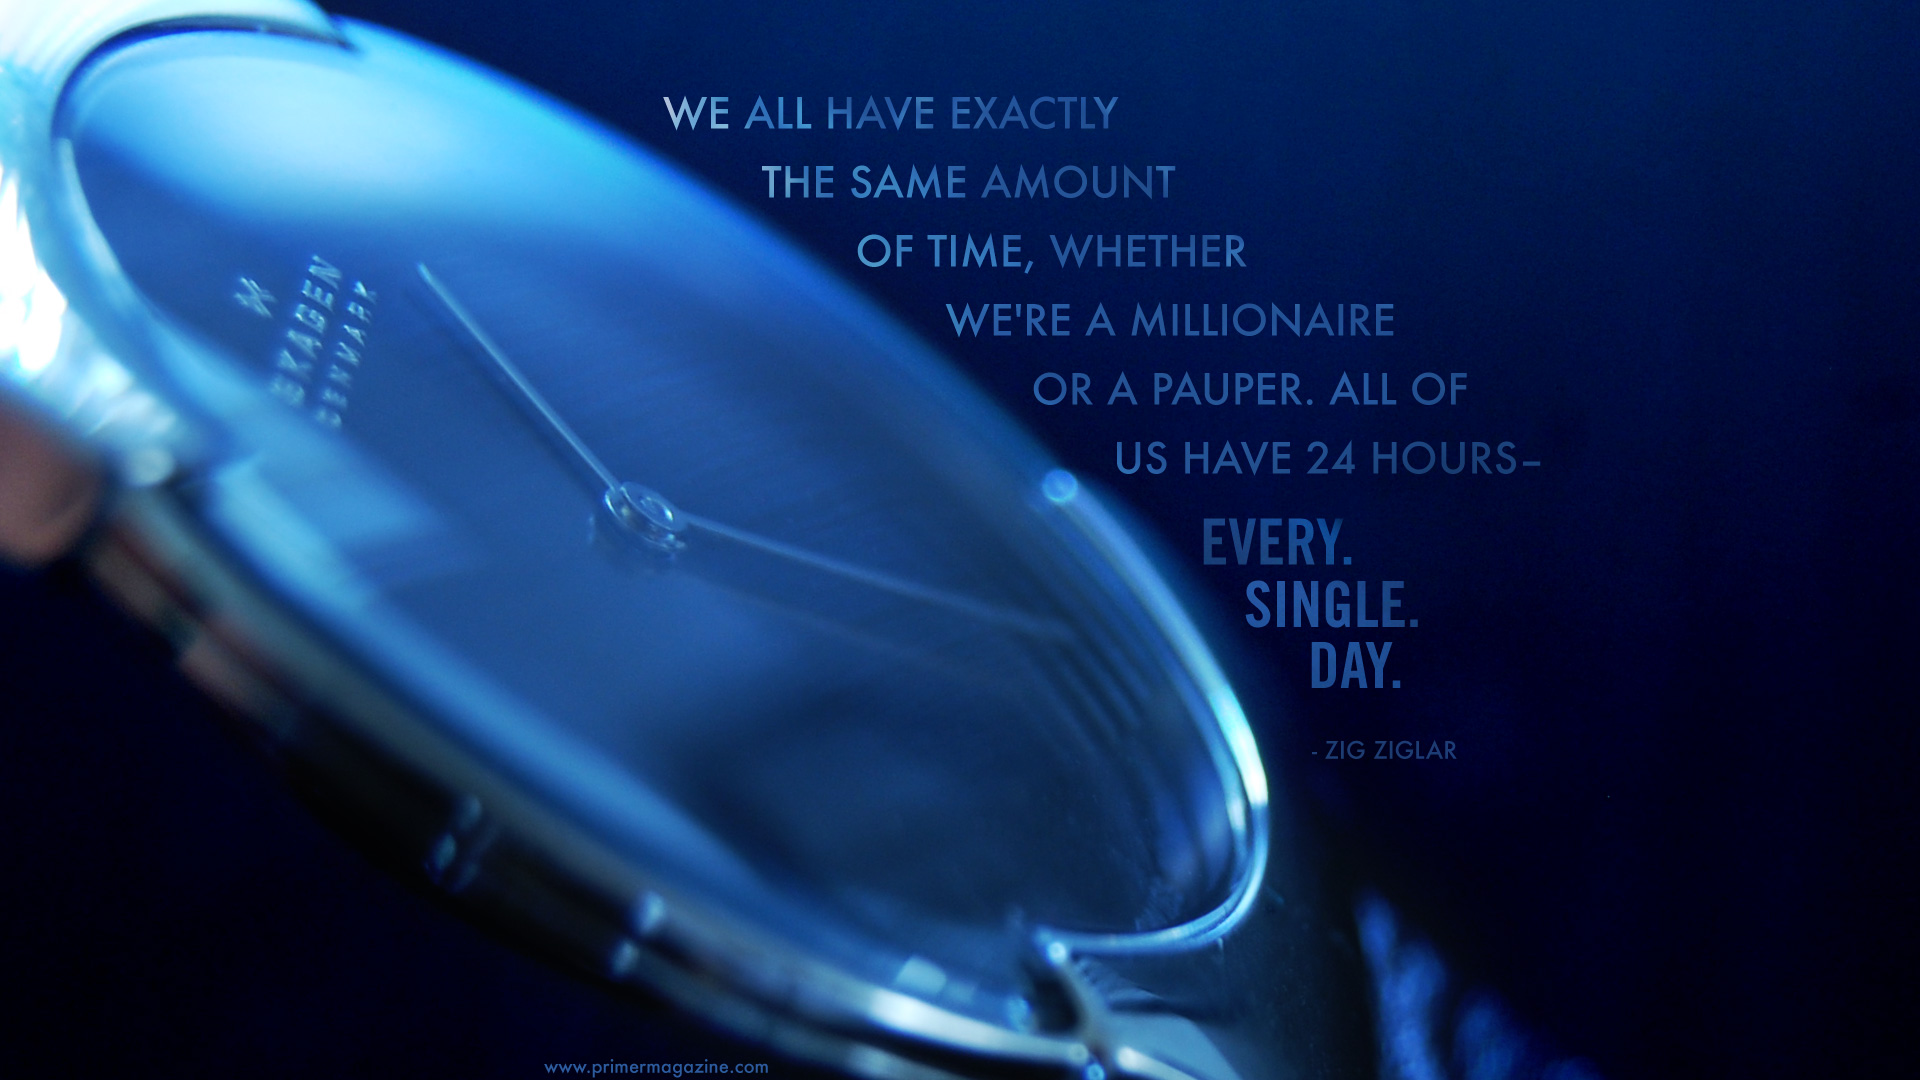 WE ALL HAVE EXACTLY
THE SAME AMOUNT
OF TIME, WHETHER
WE'RE A MILLIONAIRE
OR A PAUPER. ALL OF
US HAVE 24 HOURS–
EVERY.
SINGLE.
DAY.
- ZIG ZIGLAR
SKAGEN
DENMARK
www.primermagazine.com